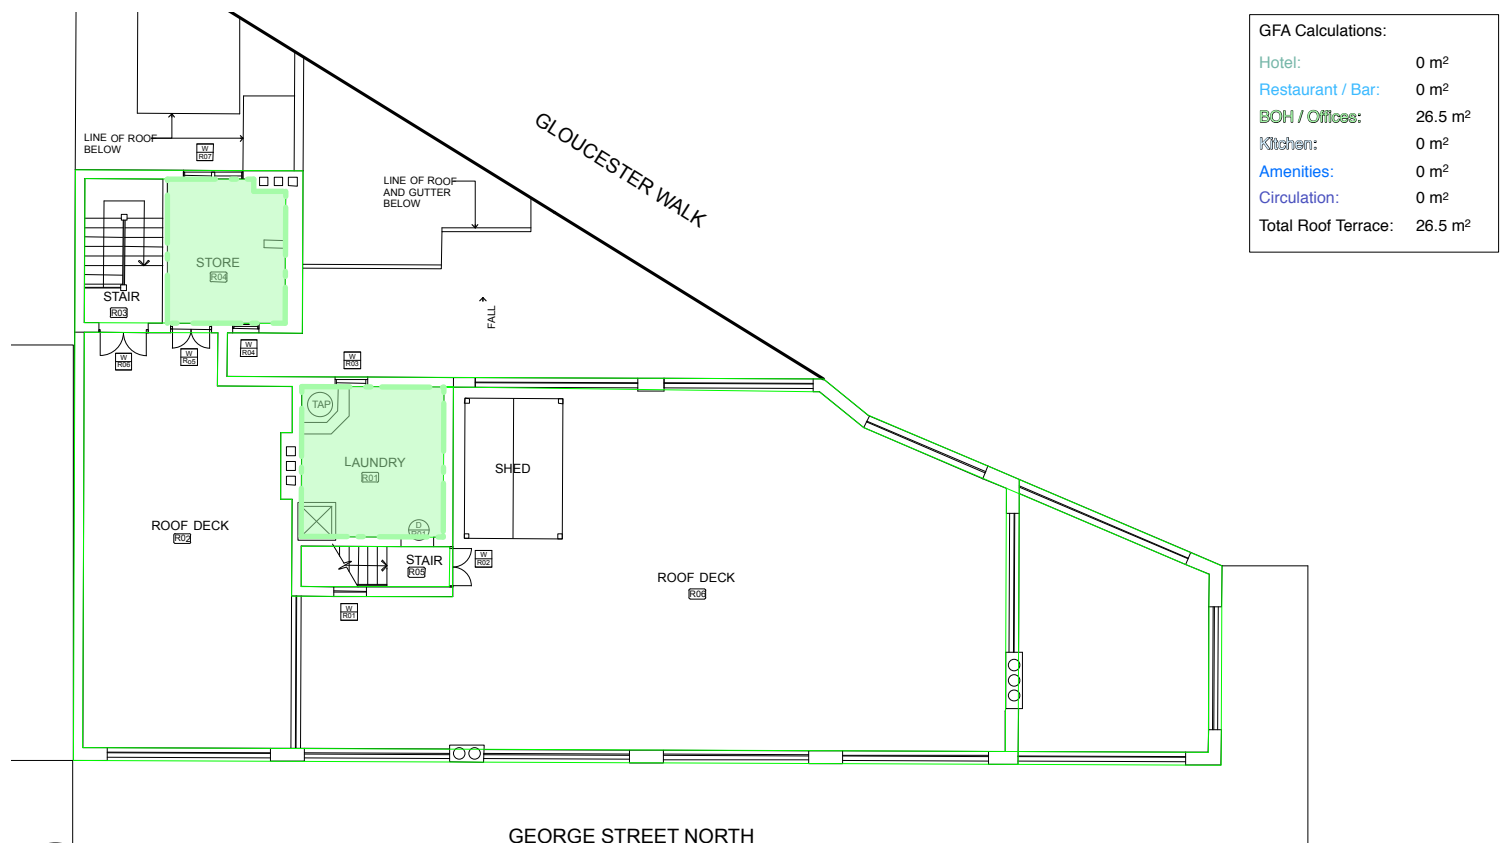 GFA Calculations:
Hotel: 0 m²
Restaurant / Bar: 0 m²
BOH / Offices: 26.5 m²
Kitchen: 0 m²
Amenities: 0 m²
Circulation: 0 m²
Total Roof Terrace: 26.5 m²
GLOUCESTER WALK
LINE OF ROOF
BELOW
W
R07
LINE OF ROOF
AND GUTTER
BELOW
STORE
R04
STAIR
R03
FALL
W
R06
W
Ro5
W
R04
W
R03
TAP
LAUNDRY
R01
SHED
ROOF DECK
R02
D
R01
STAIR
R05
W
R02
ROOF DECK
R06
W
R01
GEORGE STREET NORTH